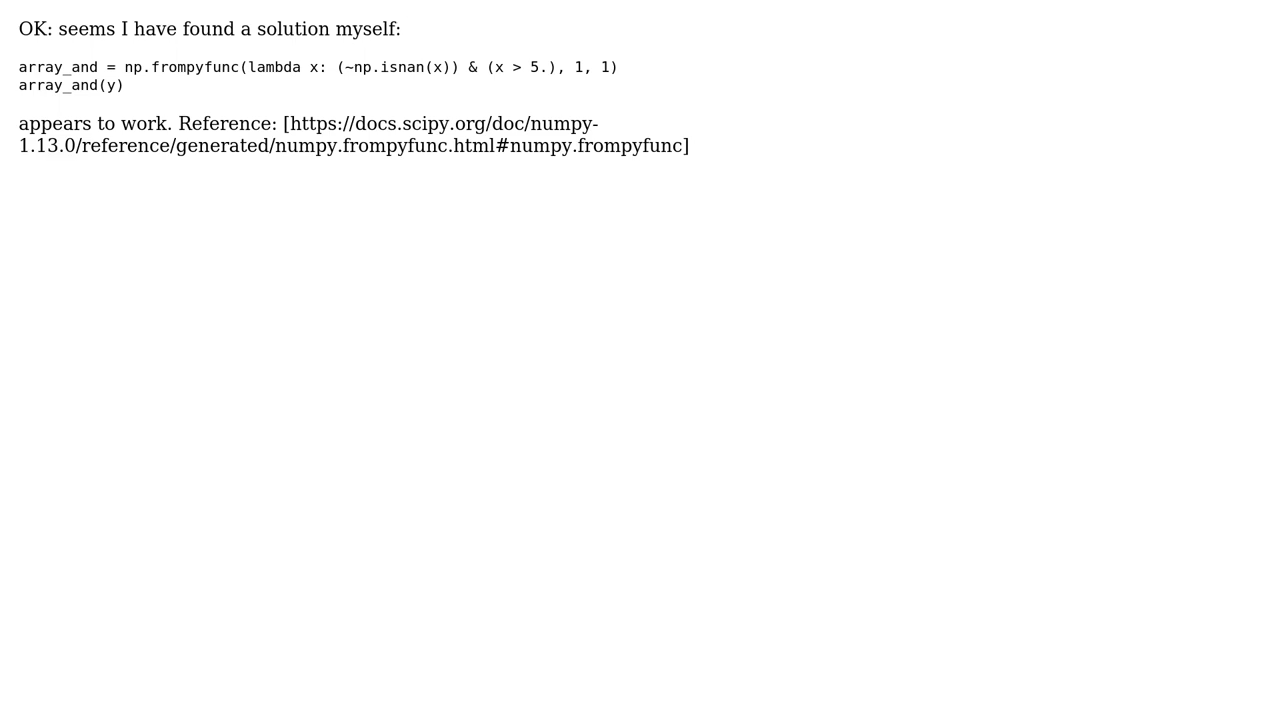 OK: seems I have found a solution myself:
array_and = np.frompyfunc(lambda x: (~np.isnan(x)) & (x > 5.), 1, 1)
array_and(y)
appears to work. Reference: [https://docs.scipy.org/doc/numpy-
1.13.0/reference/generated/numpy.frompyfunc.html#numpy.frompyfunc]